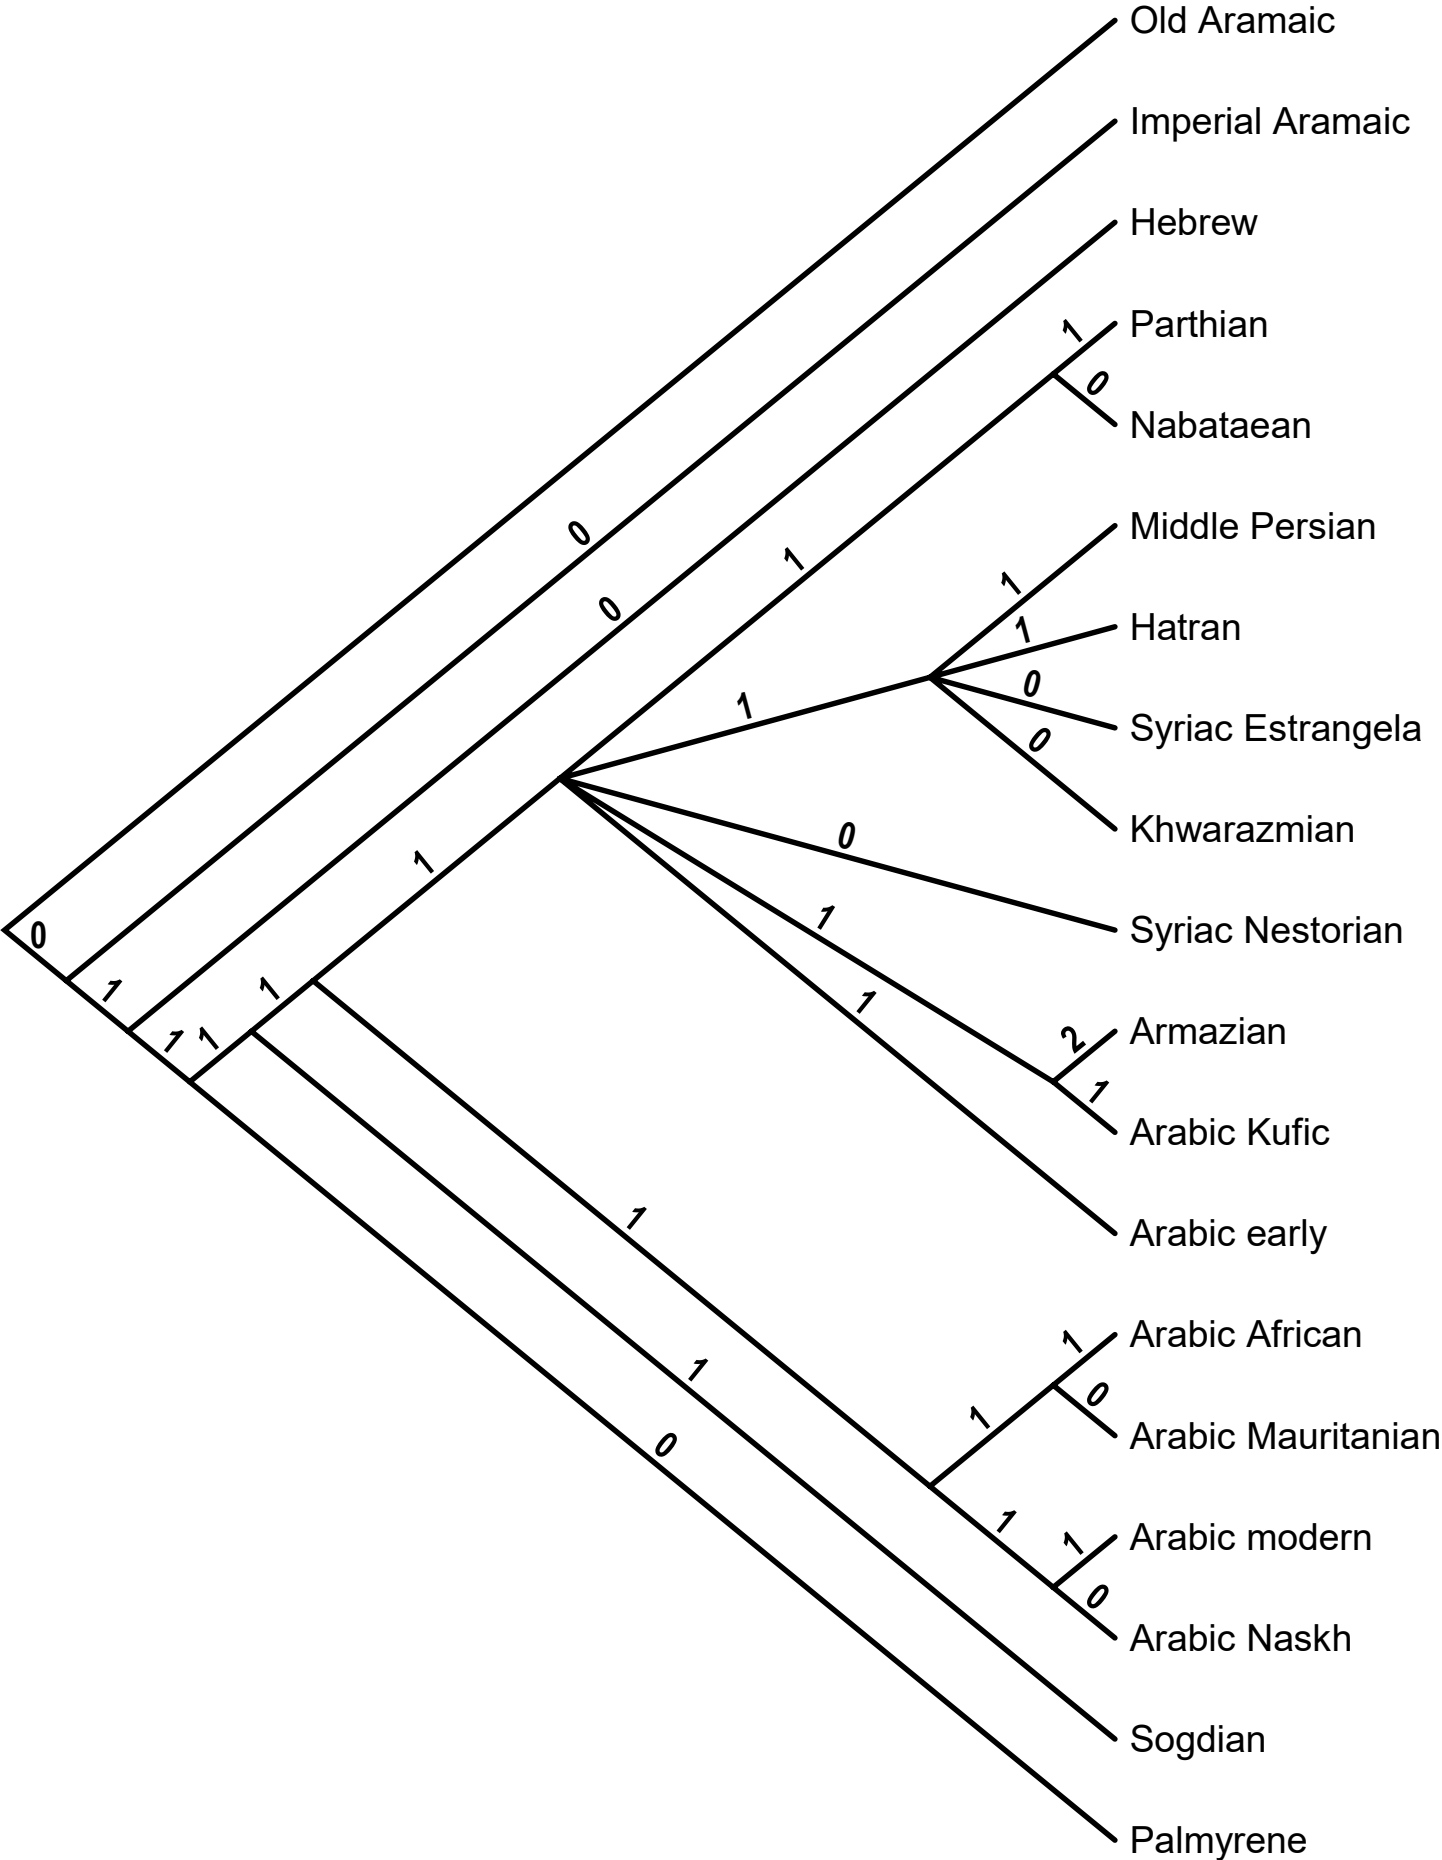 Old Aramaic
Imperial Aramaic
Hebrew
1 Parthian
0 Nabataean
Middle Persian
0
1
1
0
Hatran
1
0
Syriac Estrangela
1
0
Khwarazmian
0
1
Syriac Nestorian
1
0
1
1
1
1
1
2 Armazian
1 Arabic Kufic
Arabic early
1
1 Arabic African
1
0 Arabic Mauritanian
1
0
1
1 Arabic modern
0 Arabic Naskh
Sogdian
Palmyrene